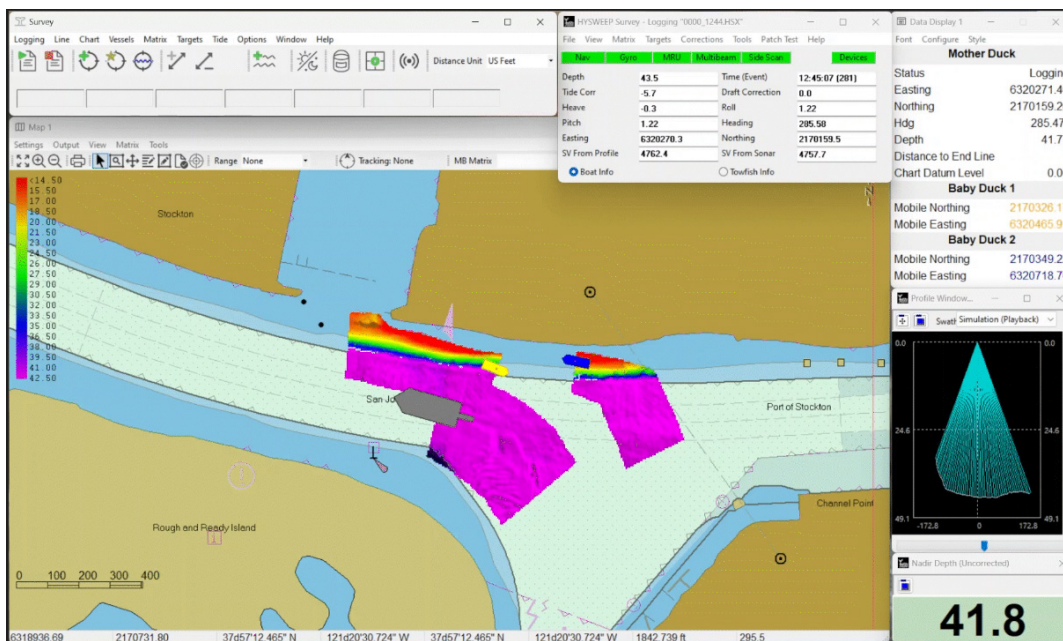 Survey
Logging Line Chart Vessels Matrix Targets Tide Options Window Help
Distance Unit US Feet
Map 1
Settings Output View Matrix Tools
Range None
Tracking: None
MB Matrix
<14.50
15.50
17.00
18.50
20.00
21.50
23.00
24.50
26.00
27.50
29.00
30.50
32.00
33.50
35.00
36.50
38.00
39.50
41.00
42.50
Stockton
San Jo
Port of Stockton
Rough and Ready Island
Channel Point
0 100 200 300 400
6318936.69 2170731.80 37d57'12.465" N 121d20'30.724" W 37d57'12.465" N 121d20'30.724" W 1842.739 ft 295.5
HYSWEEP Survey - Logging "0000_1244.HSX"
File View Matrix Targets Corrections Tools Patch Test Help
Nav Gyro MRU Multibeam Side Scan Devices
Depth 43.5 Time (Event) 12:45:07 (281)
Tide Corr -5.7 Draft Correction 0.0
Heave -0.3 Roll 1.22
Pitch 1.22 Heading 285.58
Easting 6320270.3 Northing 2170159.5
SV From Profile 4762.4 SV From Sonar 4757.7
Boat Info Towfish Info
Data Display 1
Font Configure Style
Mother Duck
Status Loggin
Easting 6320271.4
Northing 2170159.2
Hdg 285.47
Depth 41.7
Distance to End Line
Chart Datum Level 0.0
Baby Duck 1
Mobile Northing 2170326.1
Mobile Easting 6320465.9
Baby Duck 2
Mobile Northing 2170349.2
Mobile Easting 6320718.7
Profile Window...
Swath Simulation (Playback)
0.0 0.0
24.6 24.6
49.1 49.1
-172.8 0 172.8
Nadir Depth (Uncorrected)
41.8